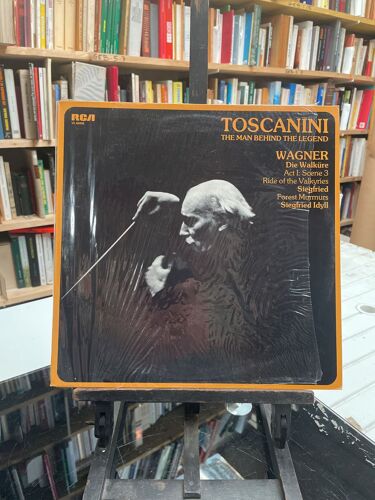 RCA
TOSCANINI
THE MAN BEHIND THE LEGEND
WAGNER
Die Walküre
Act I: Scene 3
Ride of the Valkyries
Siegfried
Forest Murmurs
Siegfried Idyll